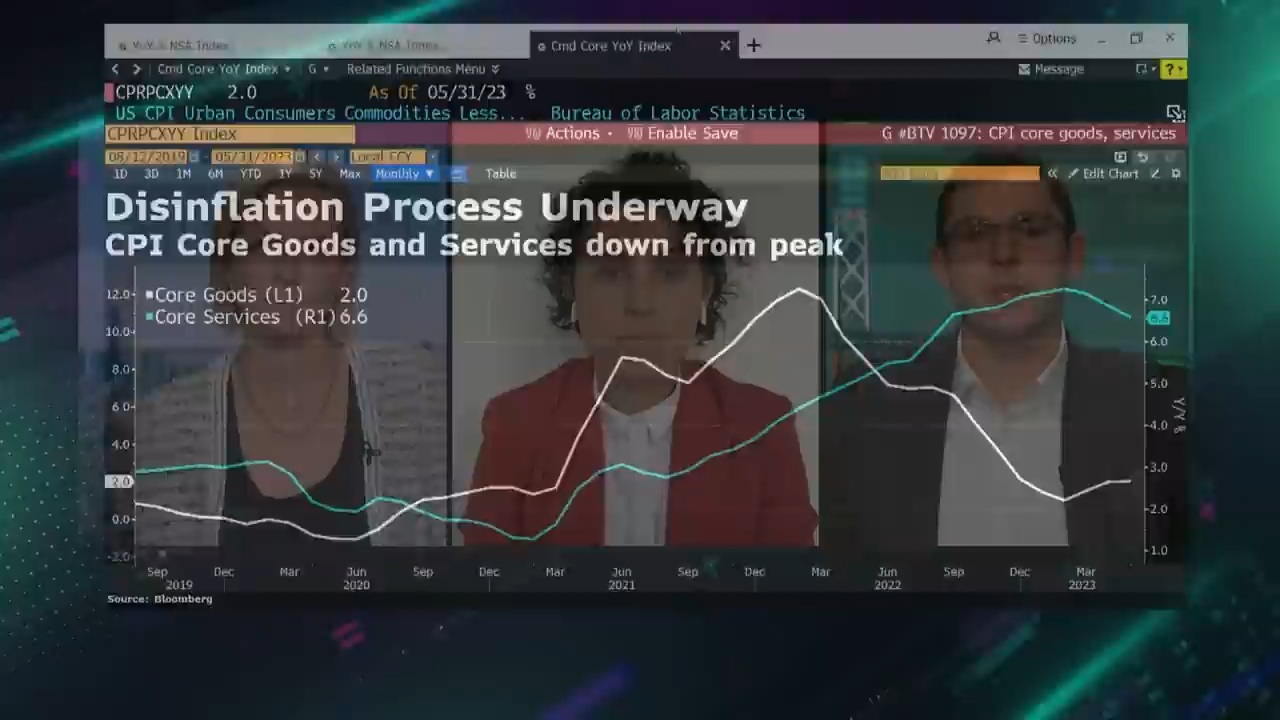 YoY % NSA Index
YoY % NSA Index
Cmd Core YoY Index
Options
Cmd Core YoY Index
G
Related Functions Menu
Message
?
CPRPCXYY 2.0 As Of 05/31/23 %
US CPI Urban Consumers Commodities Less... Bureau of Labor Statistics
CPRPCXYY Index
Actions
Enable Save
G #BTV 1097: CPI core goods, services
08/12/2019 - 05/31/2023
Local CCY
1D 3D 1M 6M YTD 1Y 5Y Max Monthly ▼
Table
Edit Chart
Disinflation Process Underway
CPI Core Goods and Services down from peak
Core Goods (L1) 2.0
Core Services (R1) 6.6
12.0
10.0
8.0
6.0
4.0
2.0
0.0
-2.0
7.0
6.6
6.0
5.0
4.0
3.0
2.0
1.0
Y/Y %
Sep Dec Mar Jun Sep Dec Mar Jun Sep Dec Mar Jun Sep Dec Mar
2019 2020 2021 2022 2023
Source: Bloomberg